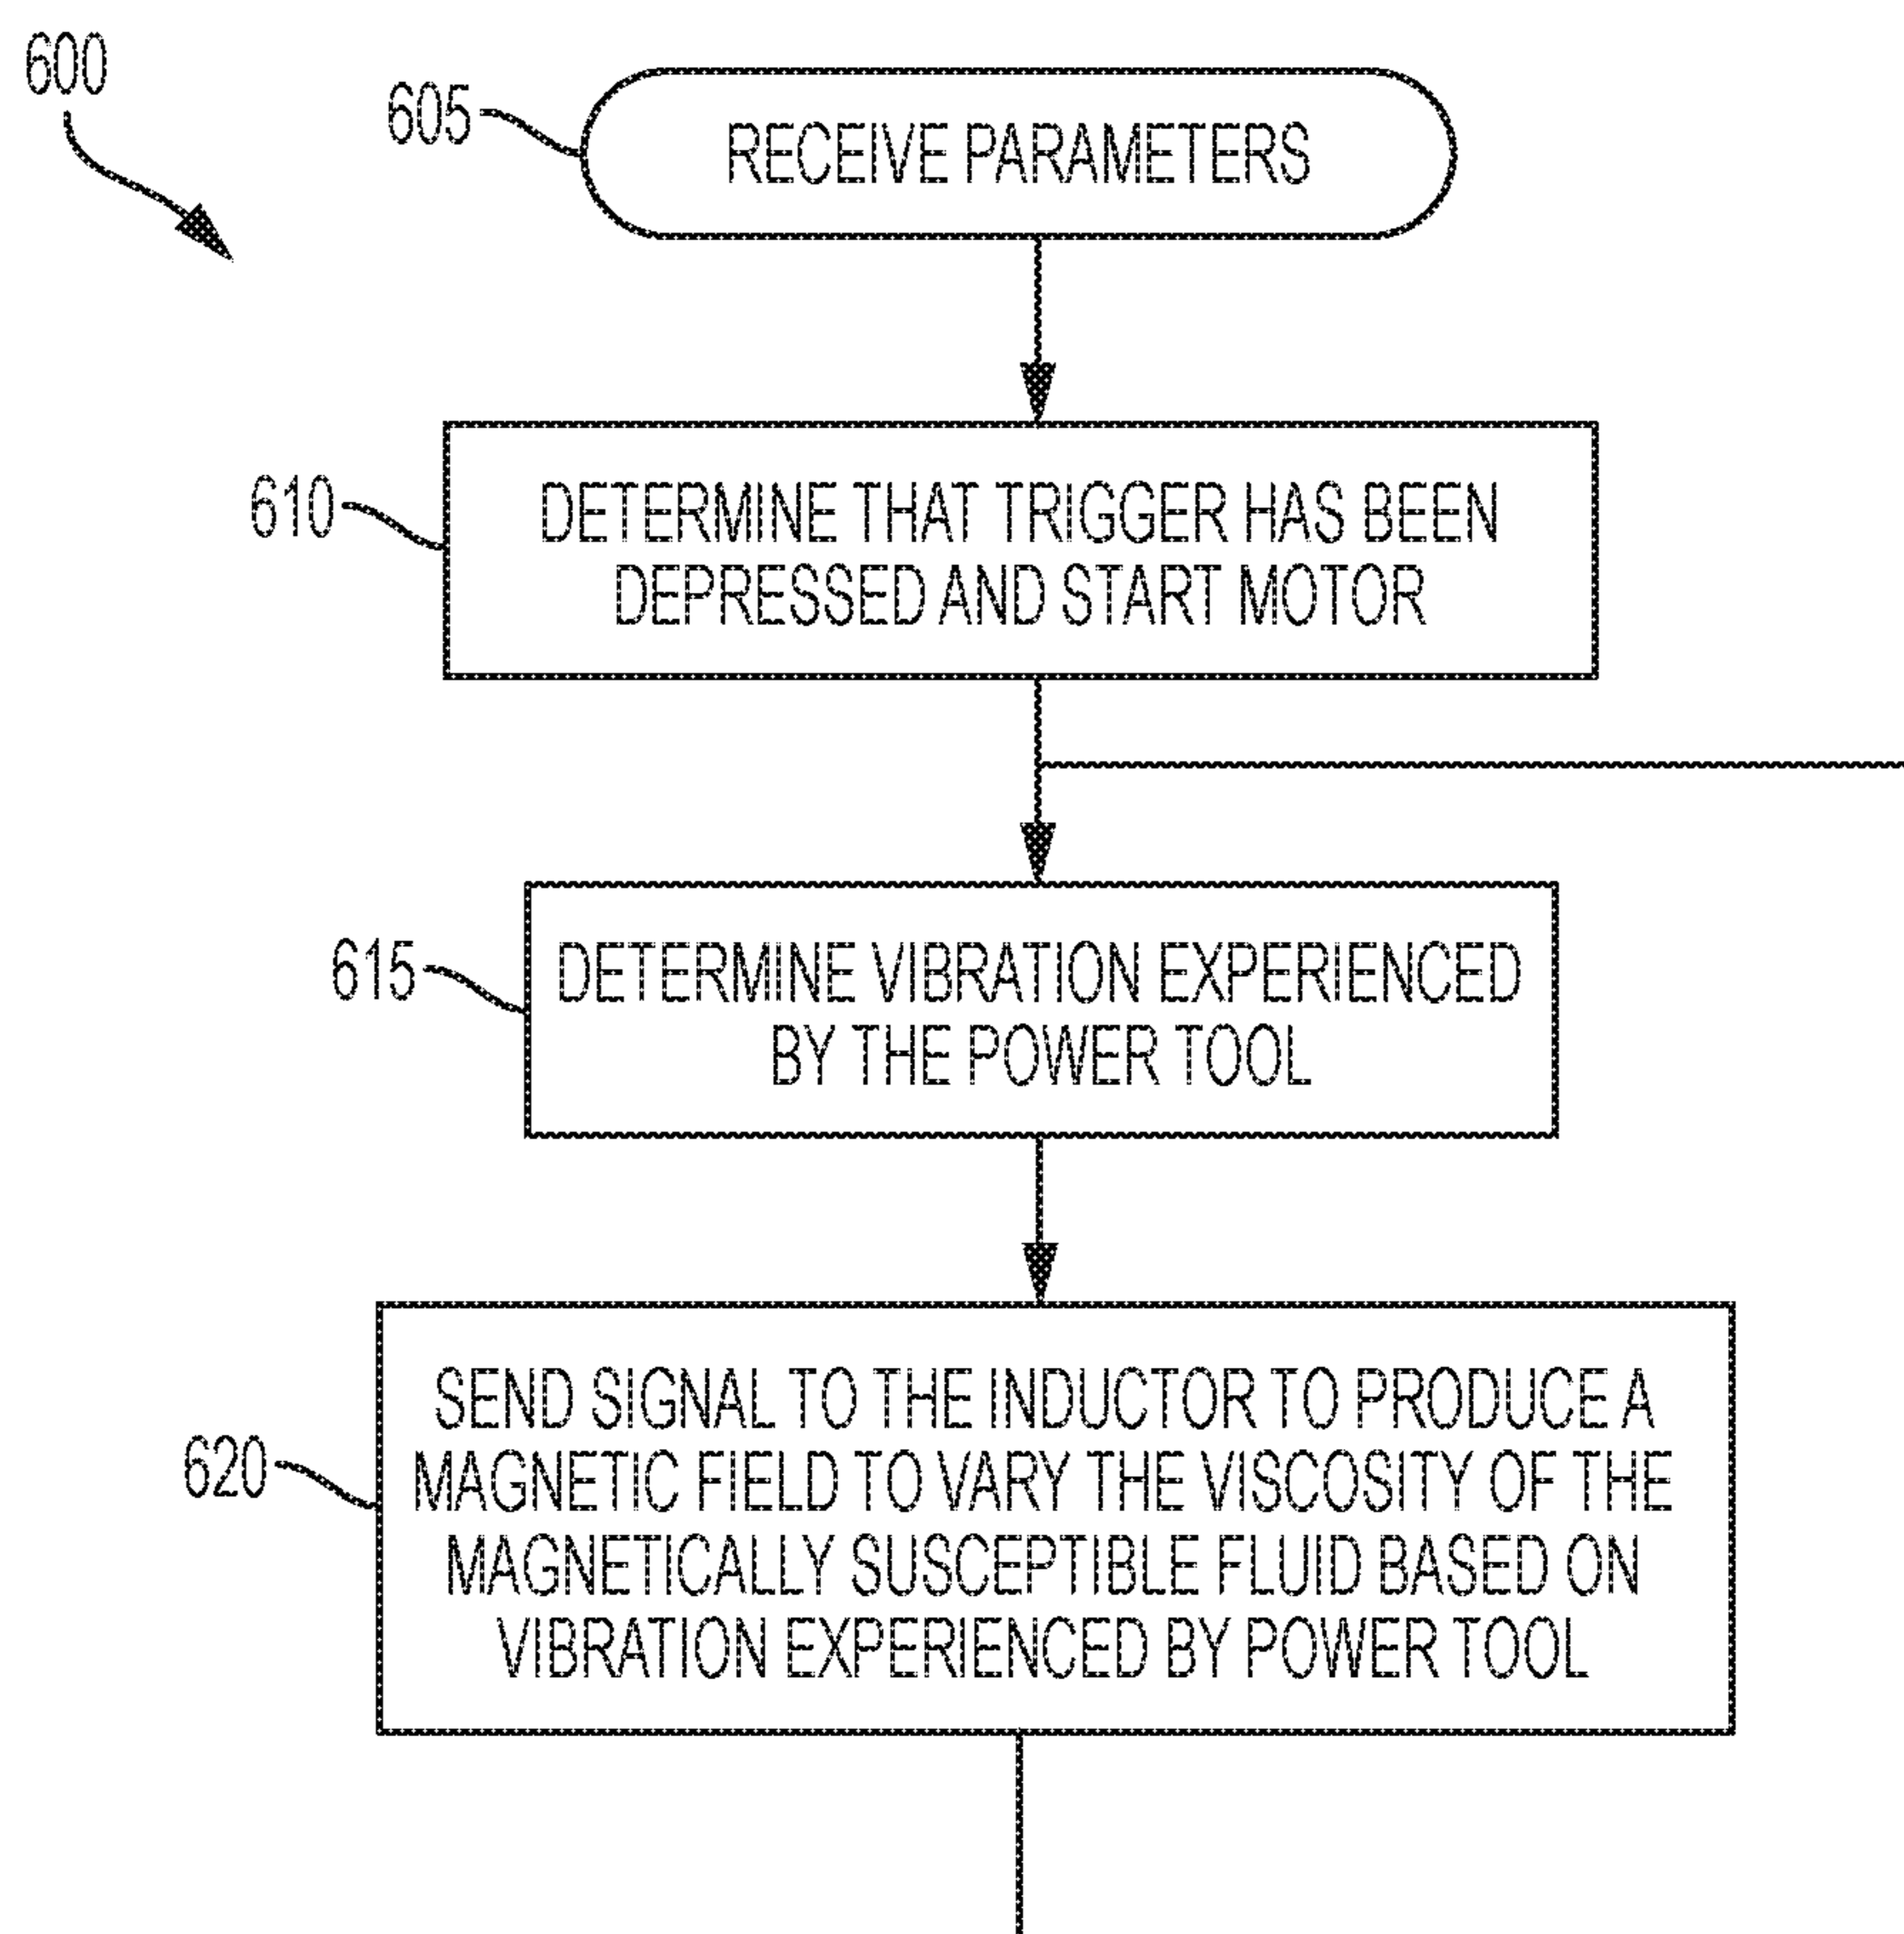 600
605
RECEIVE PARAMETERS
610
DETERMINE THAT TRIGGER HAS BEEN
DEPRESSED AND START MOTOR
615
DETERMINE VIBRATION EXPERIENCED
BY THE POWER TOOL
620
SEND SIGNAL TO THE INDUCTOR TO PRODUCE A
MAGNETIC FIELD TO VARY THE VISCOSITY OF THE
MAGNETICALLY SUSCEPTIBLE FLUID BASED ON
VIBRATION EXPERIENCED BY POWER TOOL